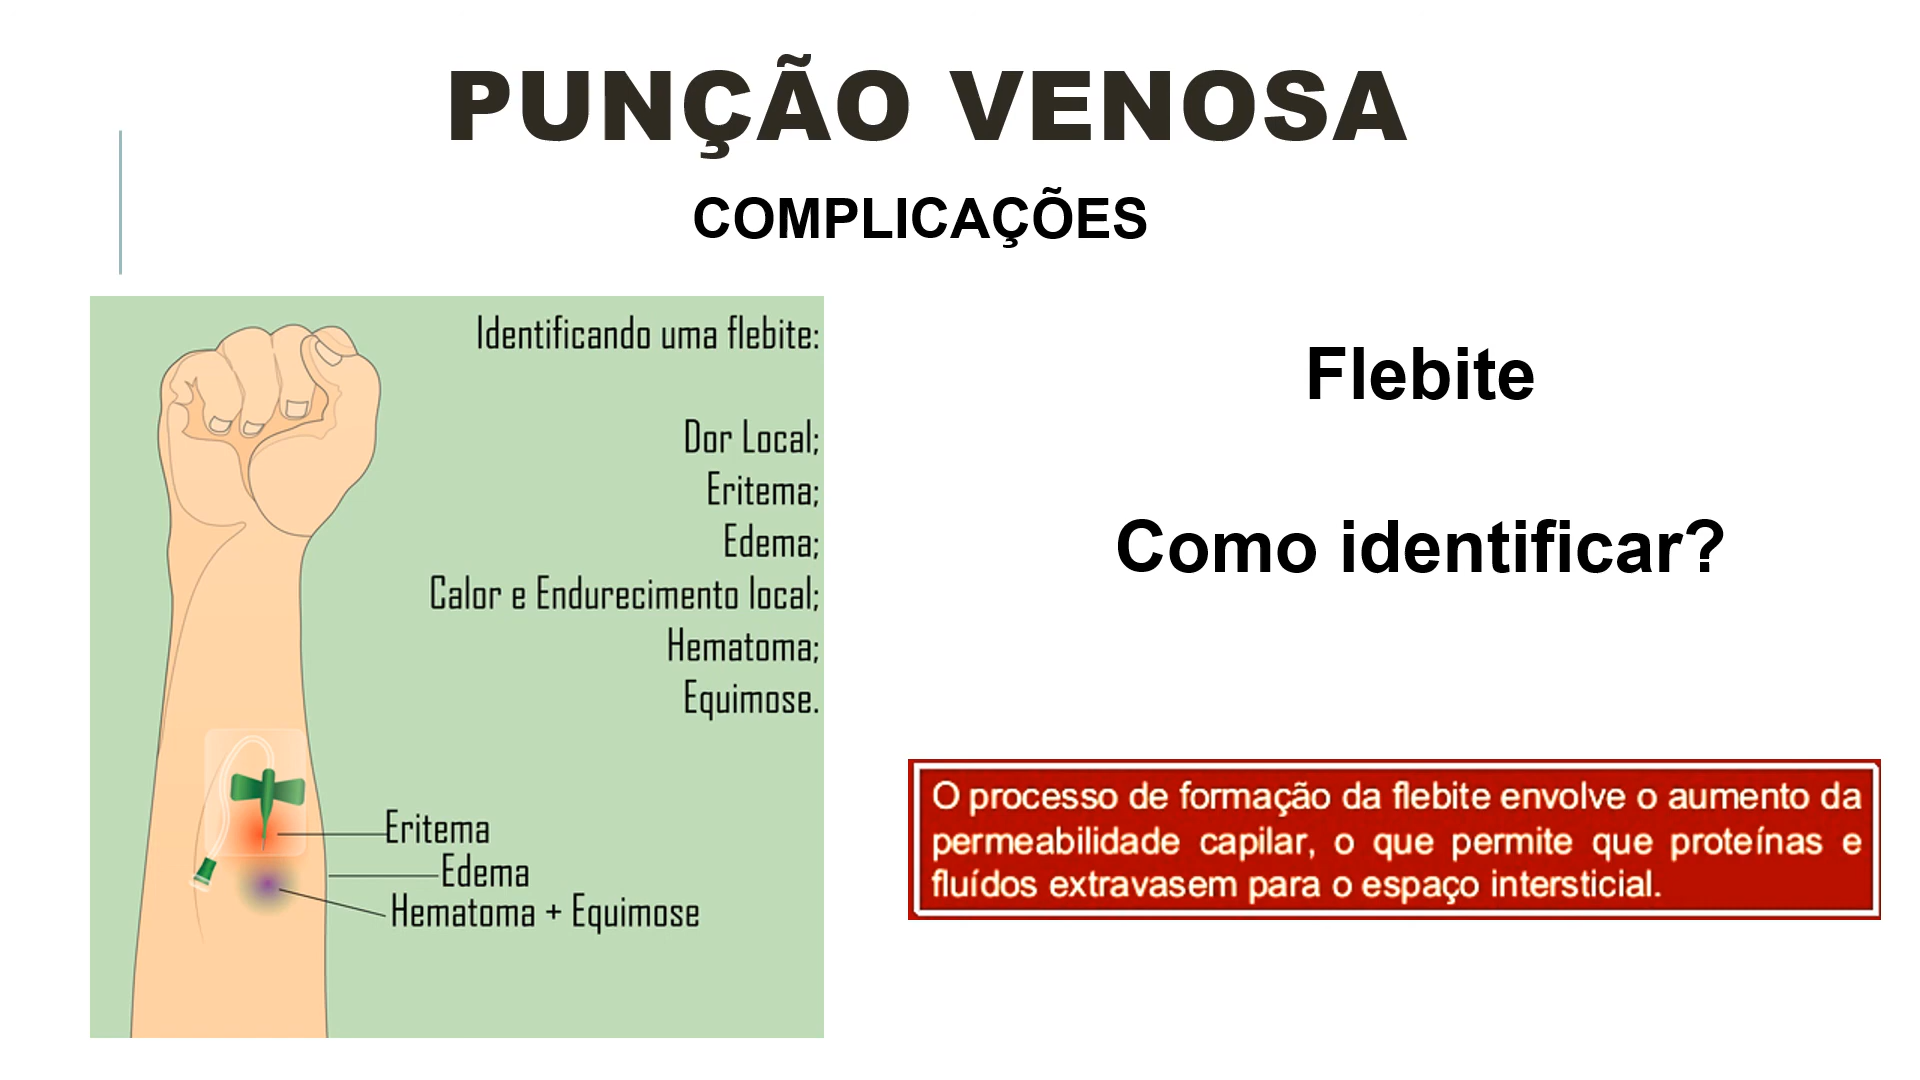 PUNÇÃO VENOSA
COMPLICAÇÕES
Identificando uma flebite:
Dor Local;
Eritema;
Edema;
Calor e Endurecimento local;
Hematoma;
Equimose.
Eritema
Edema
Hematoma + Equimose
Flebite
Como identificar?
O processo de formação da flebite envolve o aumento da
permeabilidade capilar, o que permite que proteínas e
fluídos extravasem para o espaço intersticial.